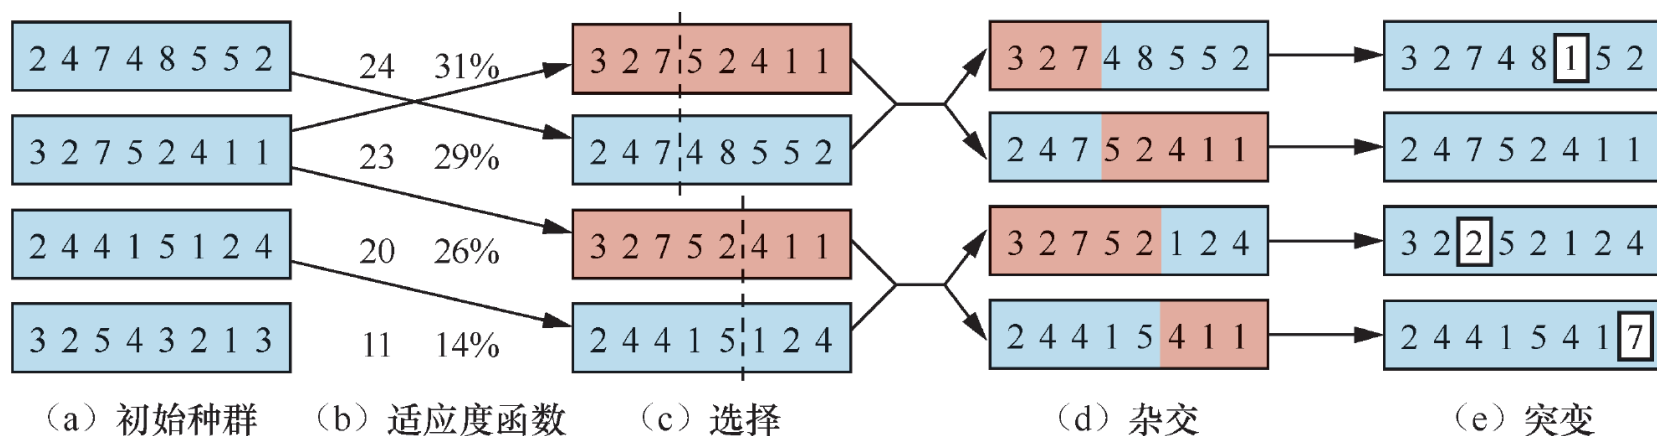 2 4 7 4 8 5 5 2 24 31% 3 2 7 5 2 4 1 1 3 2 7 4 8 5 5 2 3 2 7 4 8 1 5 2
3 2 7 5 2 4 1 1 23 29% 2 4 7 4 8 5 5 2 2 4 7 5 2 4 1 1 2 4 7 5 2 4 1 1
2 4 4 1 5 1 2 4 20 26% 3 2 7 5 2 4 1 1 3 2 7 5 2 1 2 4 3 2 2 5 2 1 2 4
3 2 5 4 3 2 1 3 11 14% 2 4 4 1 5 1 2 4 2 4 4 1 5 4 1 1 2 4 4 1 5 4 1 7
（a）初始种群 （b）适应度函数 （c）选择 （d）杂交 （e）突变